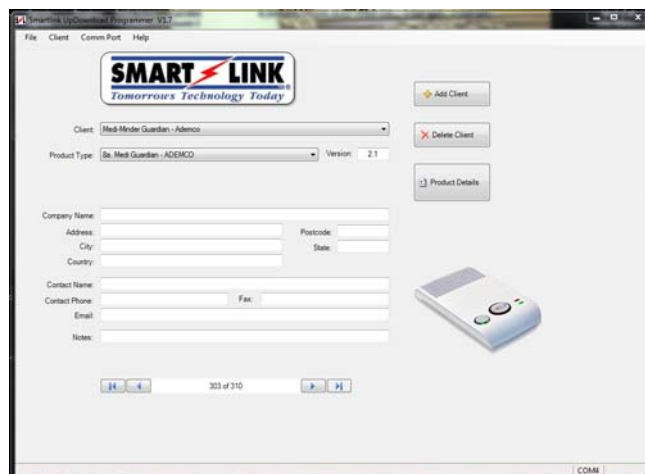 Smartlink UpDownload Programmer V1.7
File Client Comm Port Help
SMART LINK®
Tomorrows Technology Today
Add Client
Client: Medi-Minder Guardian - Ademco
Delete Client
Product Type: 8a. Medi Guardian - ADEMCO Version: 2.1
Product Details
Company Name:
Address: Postcode:
City: State:
Country:
Contact Name:
Contact Phone: Fax:
Email:
Notes:
303 of 310
COM4